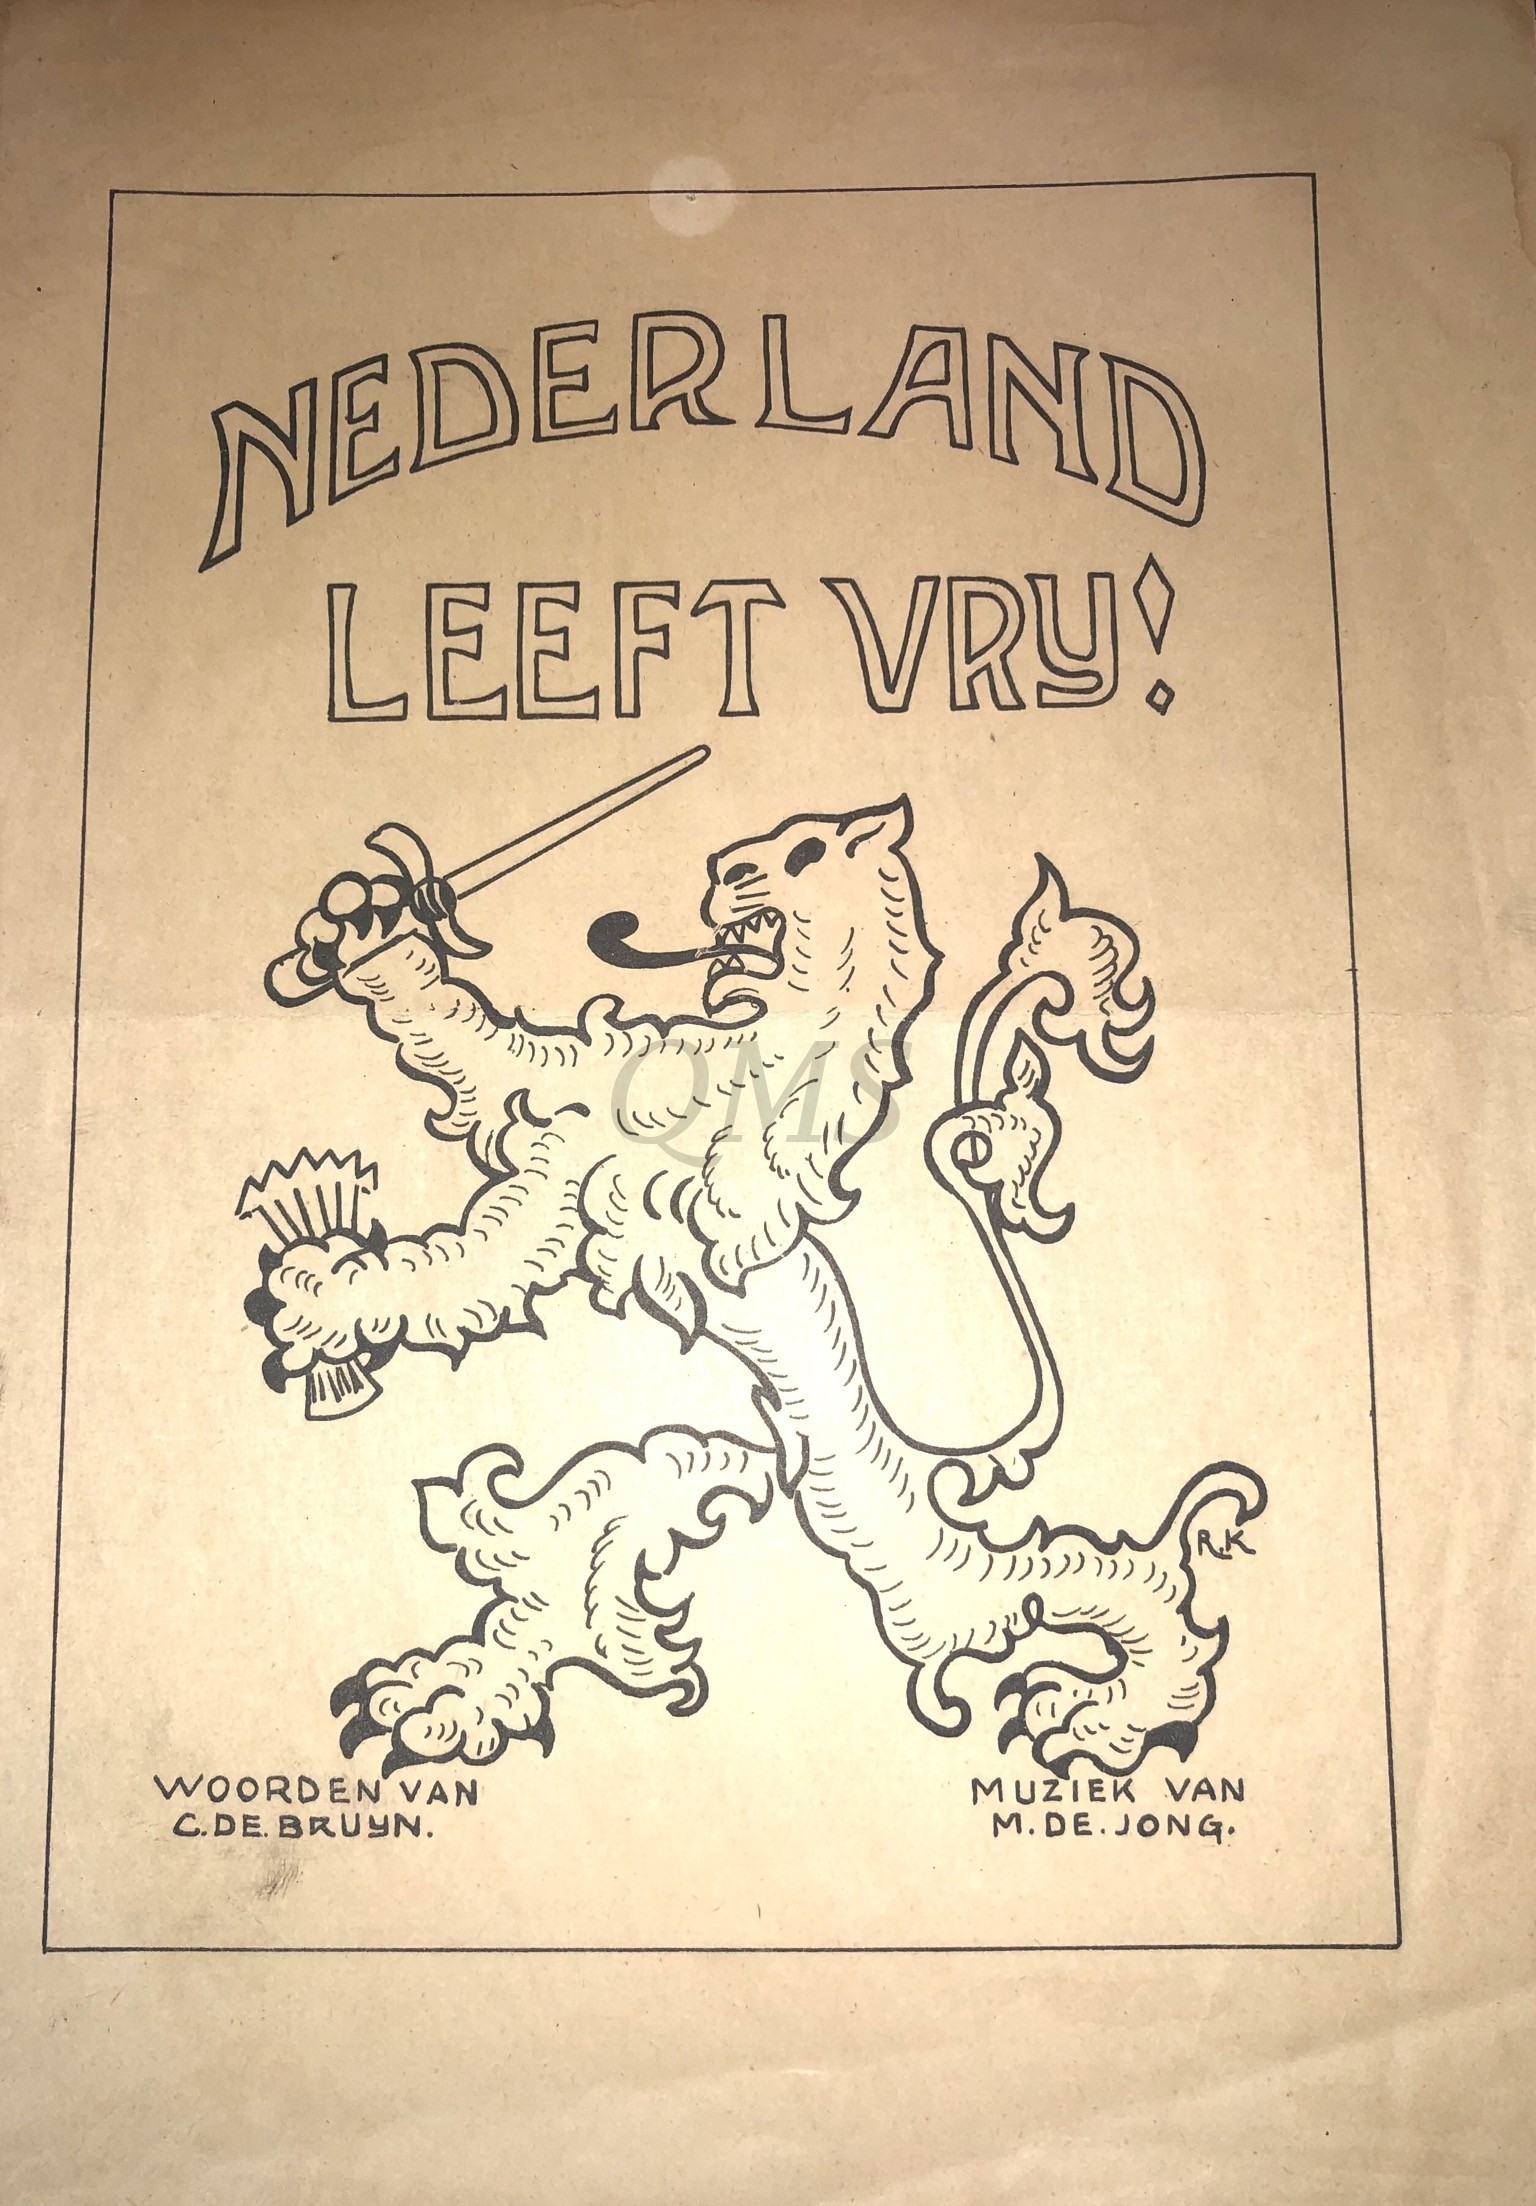 NEDERLAND
LEEFT VRY!
QMS
R.K
WOORDEN VAN
C.DE.BRUYN.
MUZIEK VAN
M.DE.JONG.